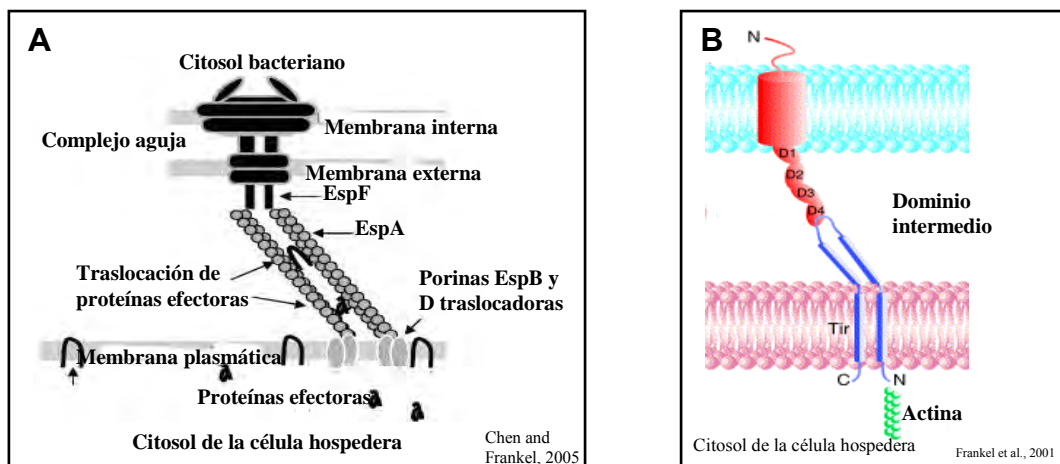 A
Citosol bacteriano
Membrana interna
Complejo aguja
Membrana externa
EspF
EspA
Traslocación de
proteínas efectoras
Porinas EspB y
D traslocadoras
Membrana plasmática
Proteínas efectoras
Citosol de la célula hospedera
Chen and
Frankel, 2005
B
N
D1
D2
D3
D4
Dominio
intermedio
Tir
C
N
Actina
Citosol de la célula hospedera
Frankel et al., 2001